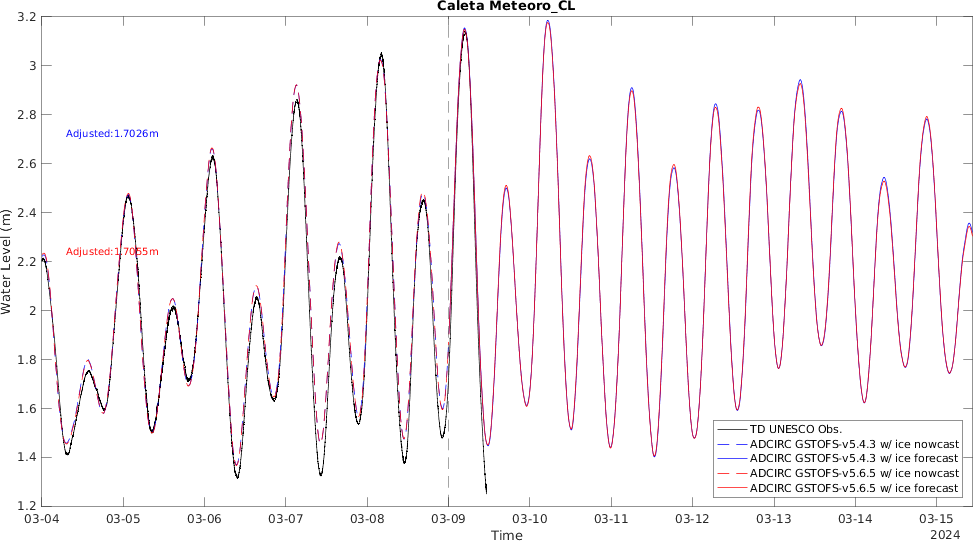 Caleta Meteoro_CL
3.2
3
2.8
2.6
2.4
2.2
2
1.8
1.6
1.4
1.2
Water Level (m)
Adjusted:1.7026m
Adjusted:1.7055m
TD UNESCO Obs.
ADCIRC GSTOFS-v5.4.3 w/ ice nowcast
ADCIRC GSTOFS-v5.4.3 w/ ice forecast
ADCIRC GSTOFS-v5.6.5 w/ ice nowcast
ADCIRC GSTOFS-v5.6.5 w/ ice forecast
03-04 03-05 03-06 03-07 03-08 03-09 03-10 03-11 03-12 03-13 03-14 03-15
2024
Time